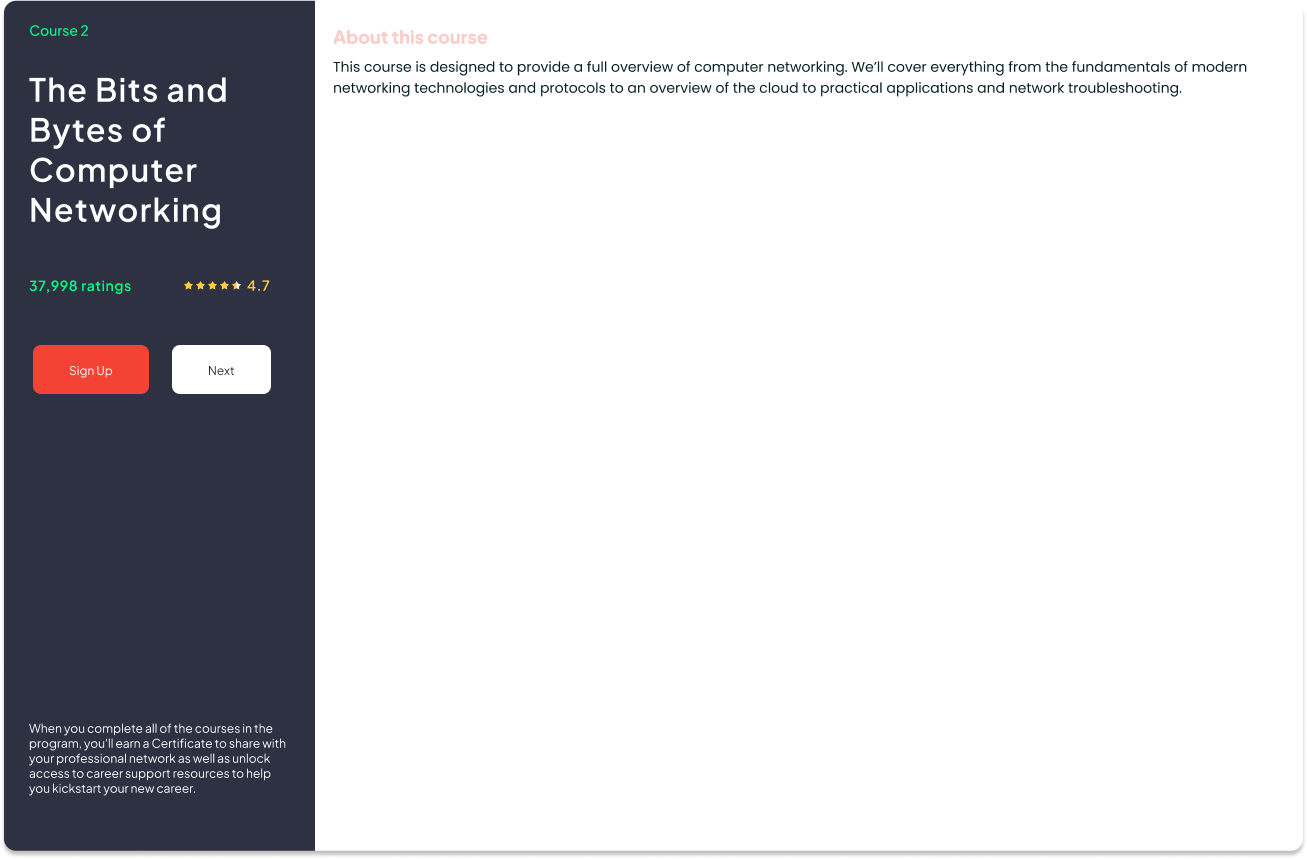 Course 2
The Bits and
Bytes of
Computer
Networking
37,998 ratings
4.7
Sign Up
Next
When you complete all of the courses in the
program, you'll earn a Certificate to share with
your professional network as well as unlock
access to career support resources to help
you kickstart your new career.
About this course
This course is designed to provide a full overview of computer networking. We’ll cover everything from the fundamentals of modern
networking technologies and protocols to an overview of the cloud to practical applications and network troubleshooting.